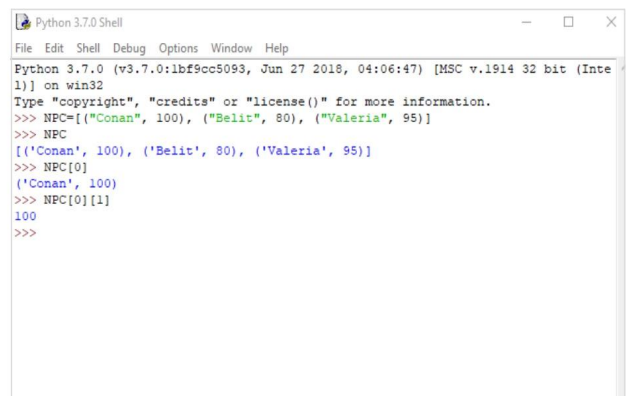 Python 3.7.0 Shell
File Edit Shell Debug Options Window Help
Python 3.7.0 (v3.7.0:1bf9cc5093, Jun 27 2018, 04:06:47) [MSC v.1914 32 bit (Inte
l)] on win32
Type "copyright", "credits" or "license()" for more information.
>>> NPC=[("Conan", 100), ("Belit", 80), ("Valeria", 95)]
>>> NPC
[('Conan', 100), ('Belit', 80), ('Valeria', 95)]
>>> NPC[0]
('Conan', 100)
>>> NPC[0][1]
100
>>>